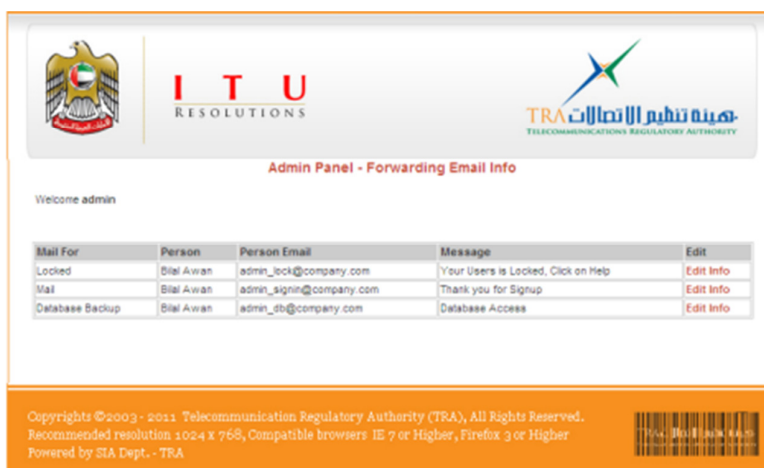 I T U
RESOLUTIONS
TRA هيئة تنظيم الاتصالات
TELECOMMUNICATIONS REGULATORY AUTHORITY
Admin Panel - Forwarding Email Info
Welcome admin
Mail For Person Person Email Message Edit
Locked Bilal Awan admin_lock@company.com Your Users is Locked, Click on Help Edit Info
Mail Bilal Awan admin_signin@company.com Thank you for Signup Edit Info
Database Backup Bilal Awan admin_db@company.com Database Access Edit Info
Copyrights ©2003 - 2011 Telecommunication Regulatory Authority (TRA), All Rights Reserved.
Recommended resolution 1024 x 768, Compatible browsers IE 7 or Higher, Firefox 3 or Higher
Powered by SIA Dept. - TRA